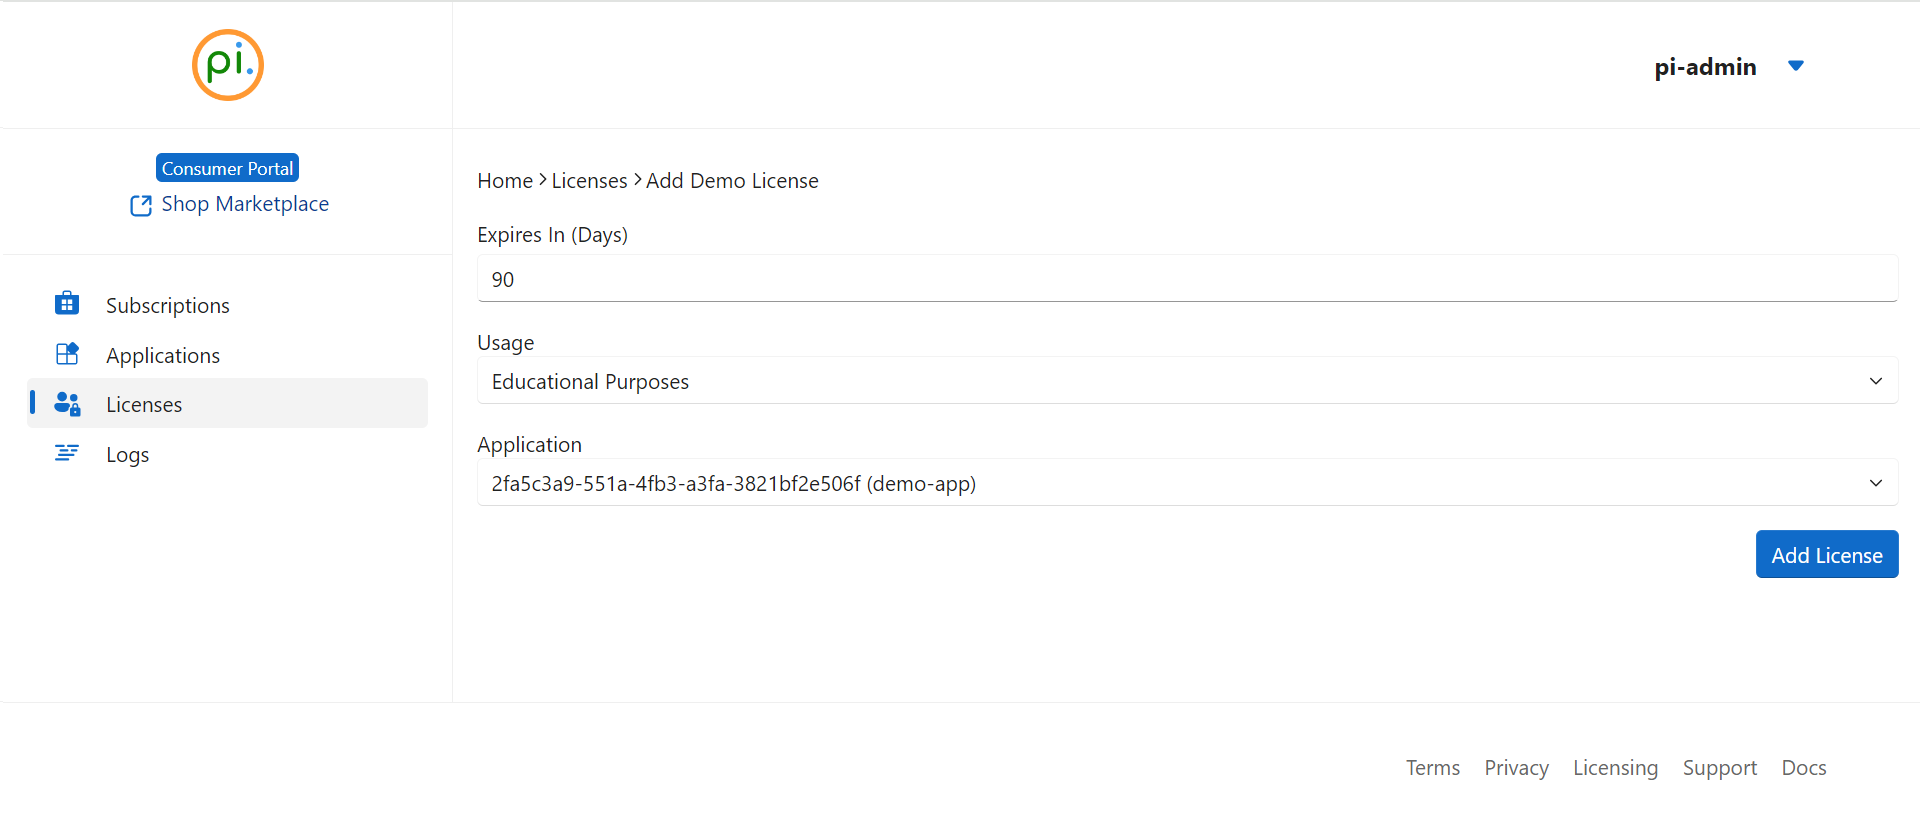 pi.
pi-admin
Consumer Portal
Shop Marketplace
Subscriptions
Applications
Licenses
Logs
Home > Licenses > Add Demo License
Expires In (Days)
90
Usage
Educational Purposes
Application
2fa5c3a9-551a-4fb3-a3fa-3821bf2e506f (demo-app)
Add License
Terms Privacy Licensing Support Docs